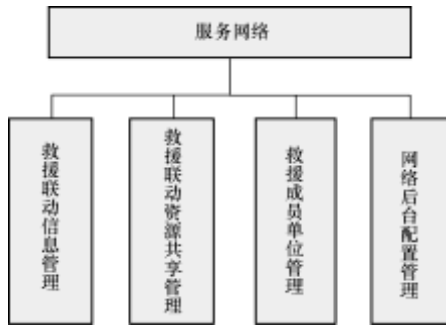 服务网络
救援联动信息管理
救援联动资源共享管理
救援成员单位管理
网络后台配置管理